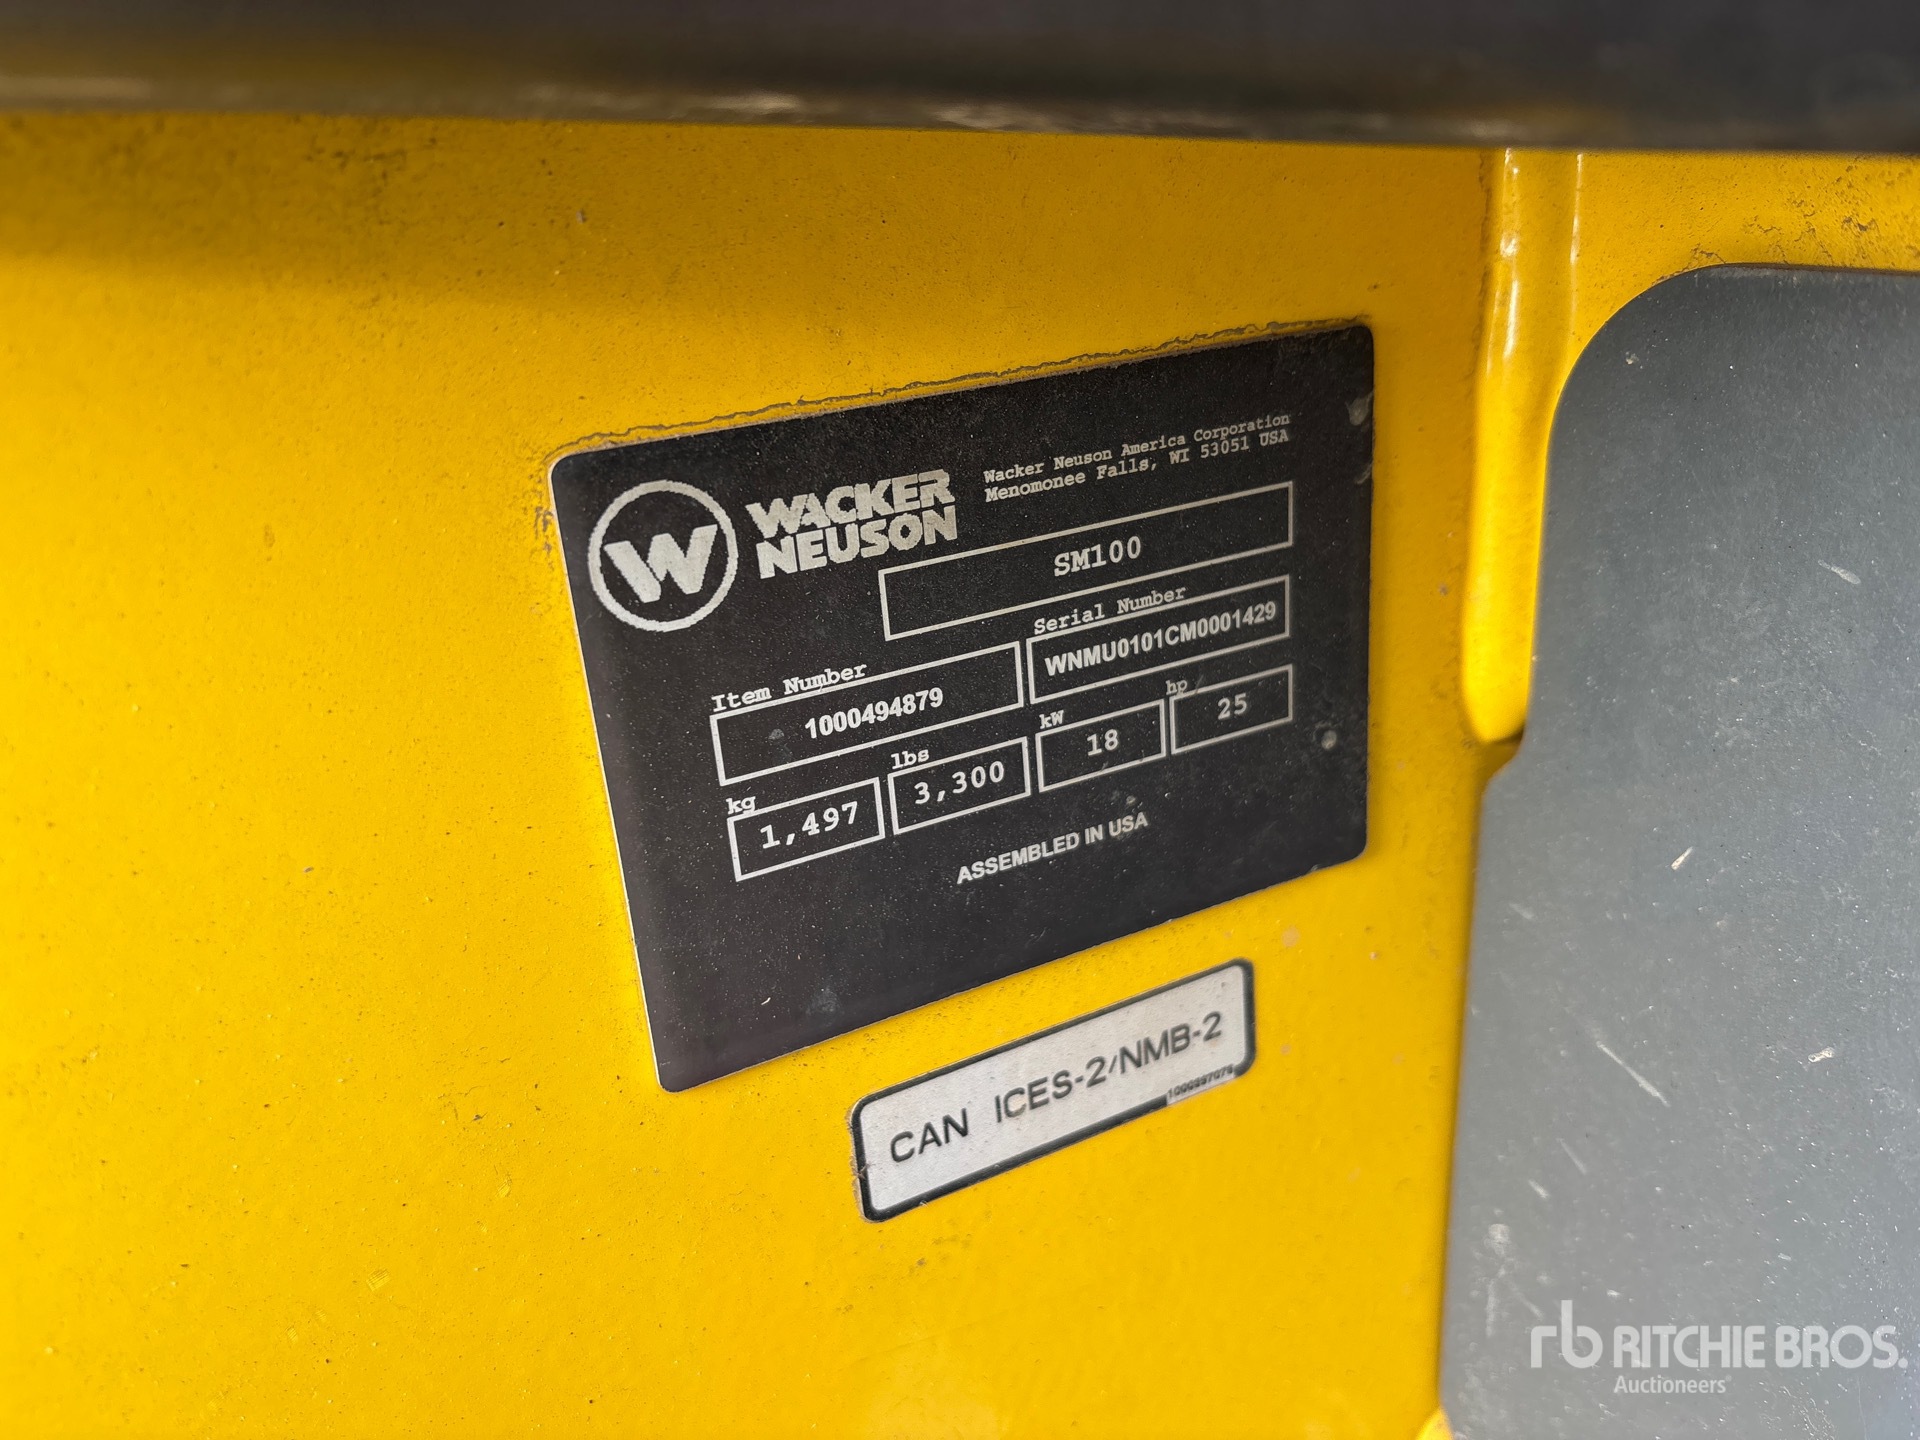 W
WACKER
NEUSON
Wacker Neuson America Corporation
Menomonee Falls, WI 53051 USA
SM100
Item Number
1000494879
Serial Number
WNMU0101CM0001429
kg
1,497
lbs
3,300
kW
18
hp
25
ASSEMBLED IN USA
CAN ICES-2/NMB-2
rb RITCHIE BROS.
Auctioneers